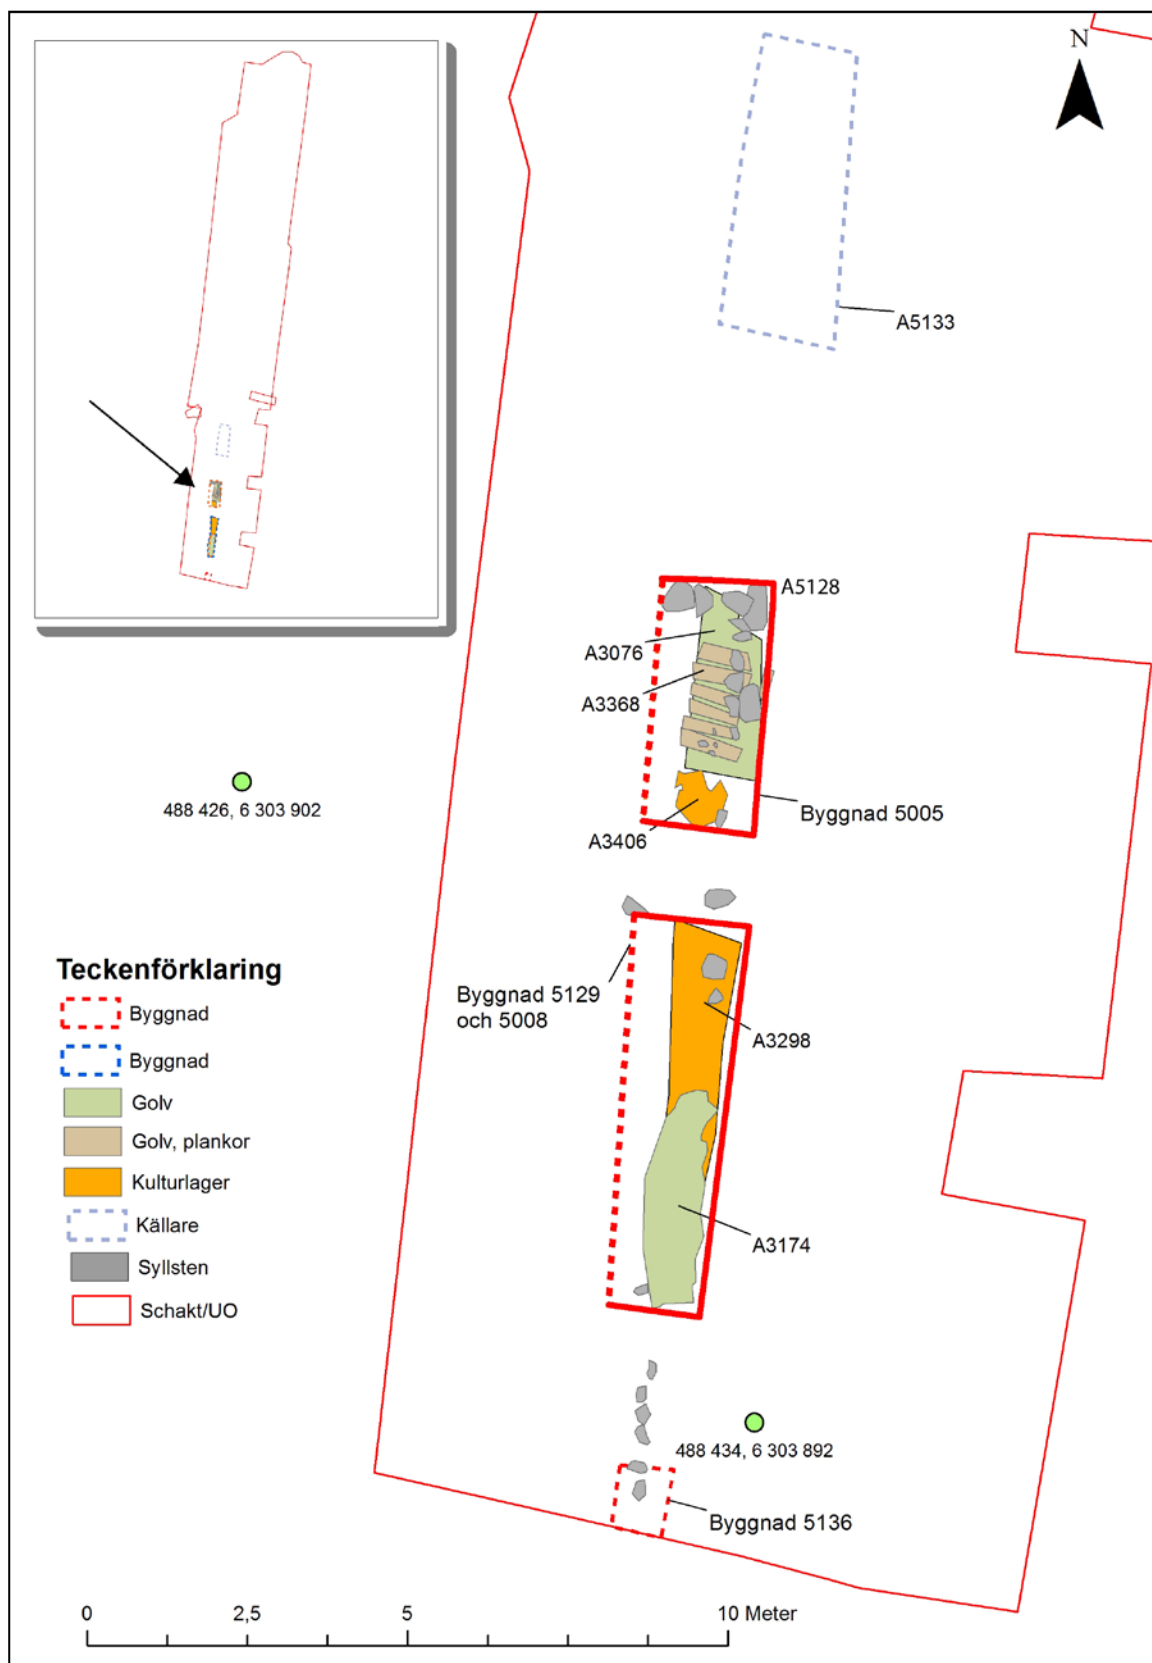 N
A5133
A5128
A3076
A3368
488 426, 6 303 902
Byggnad 5005
A3406
Teckenförklaring
Byggnad
Byggnad
Golv
Golv, plankor
Kulturlager
Källare
Syllsten
Schakt/UO
Byggnad 5129
och 5008
A3298
A3174
488 434, 6 303 892
Byggnad 5136
0 2,5 5 10 Meter